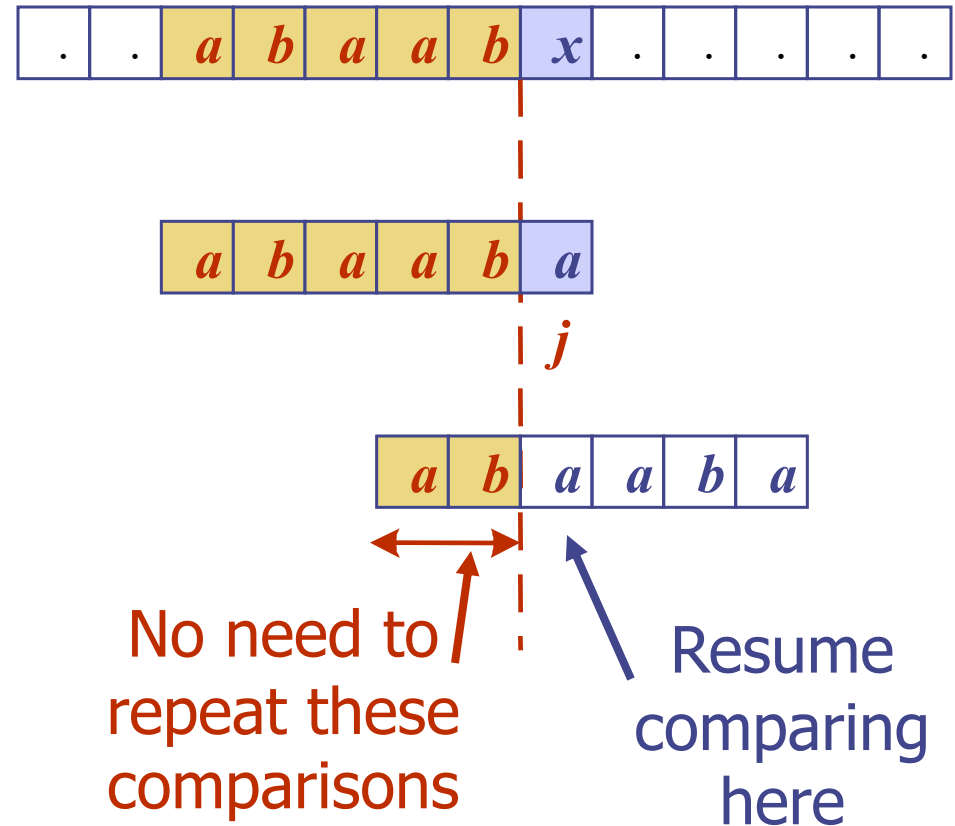 . . a b a a b x . . . . .
a b a a b a
j
a b a a b a
No need to
repeat these
comparisons
Resume
comparing
here